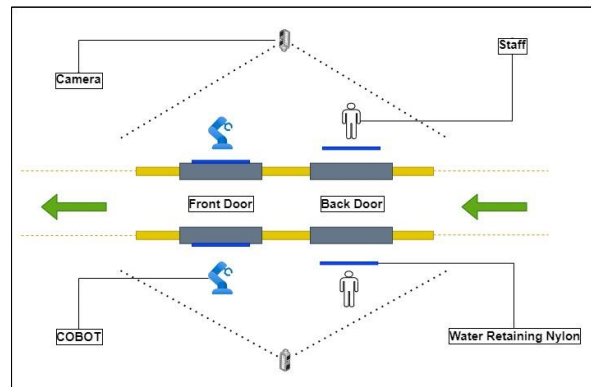 Staff
Camera
Front Door
Back Door
COBOT
Water Retaining Nylon